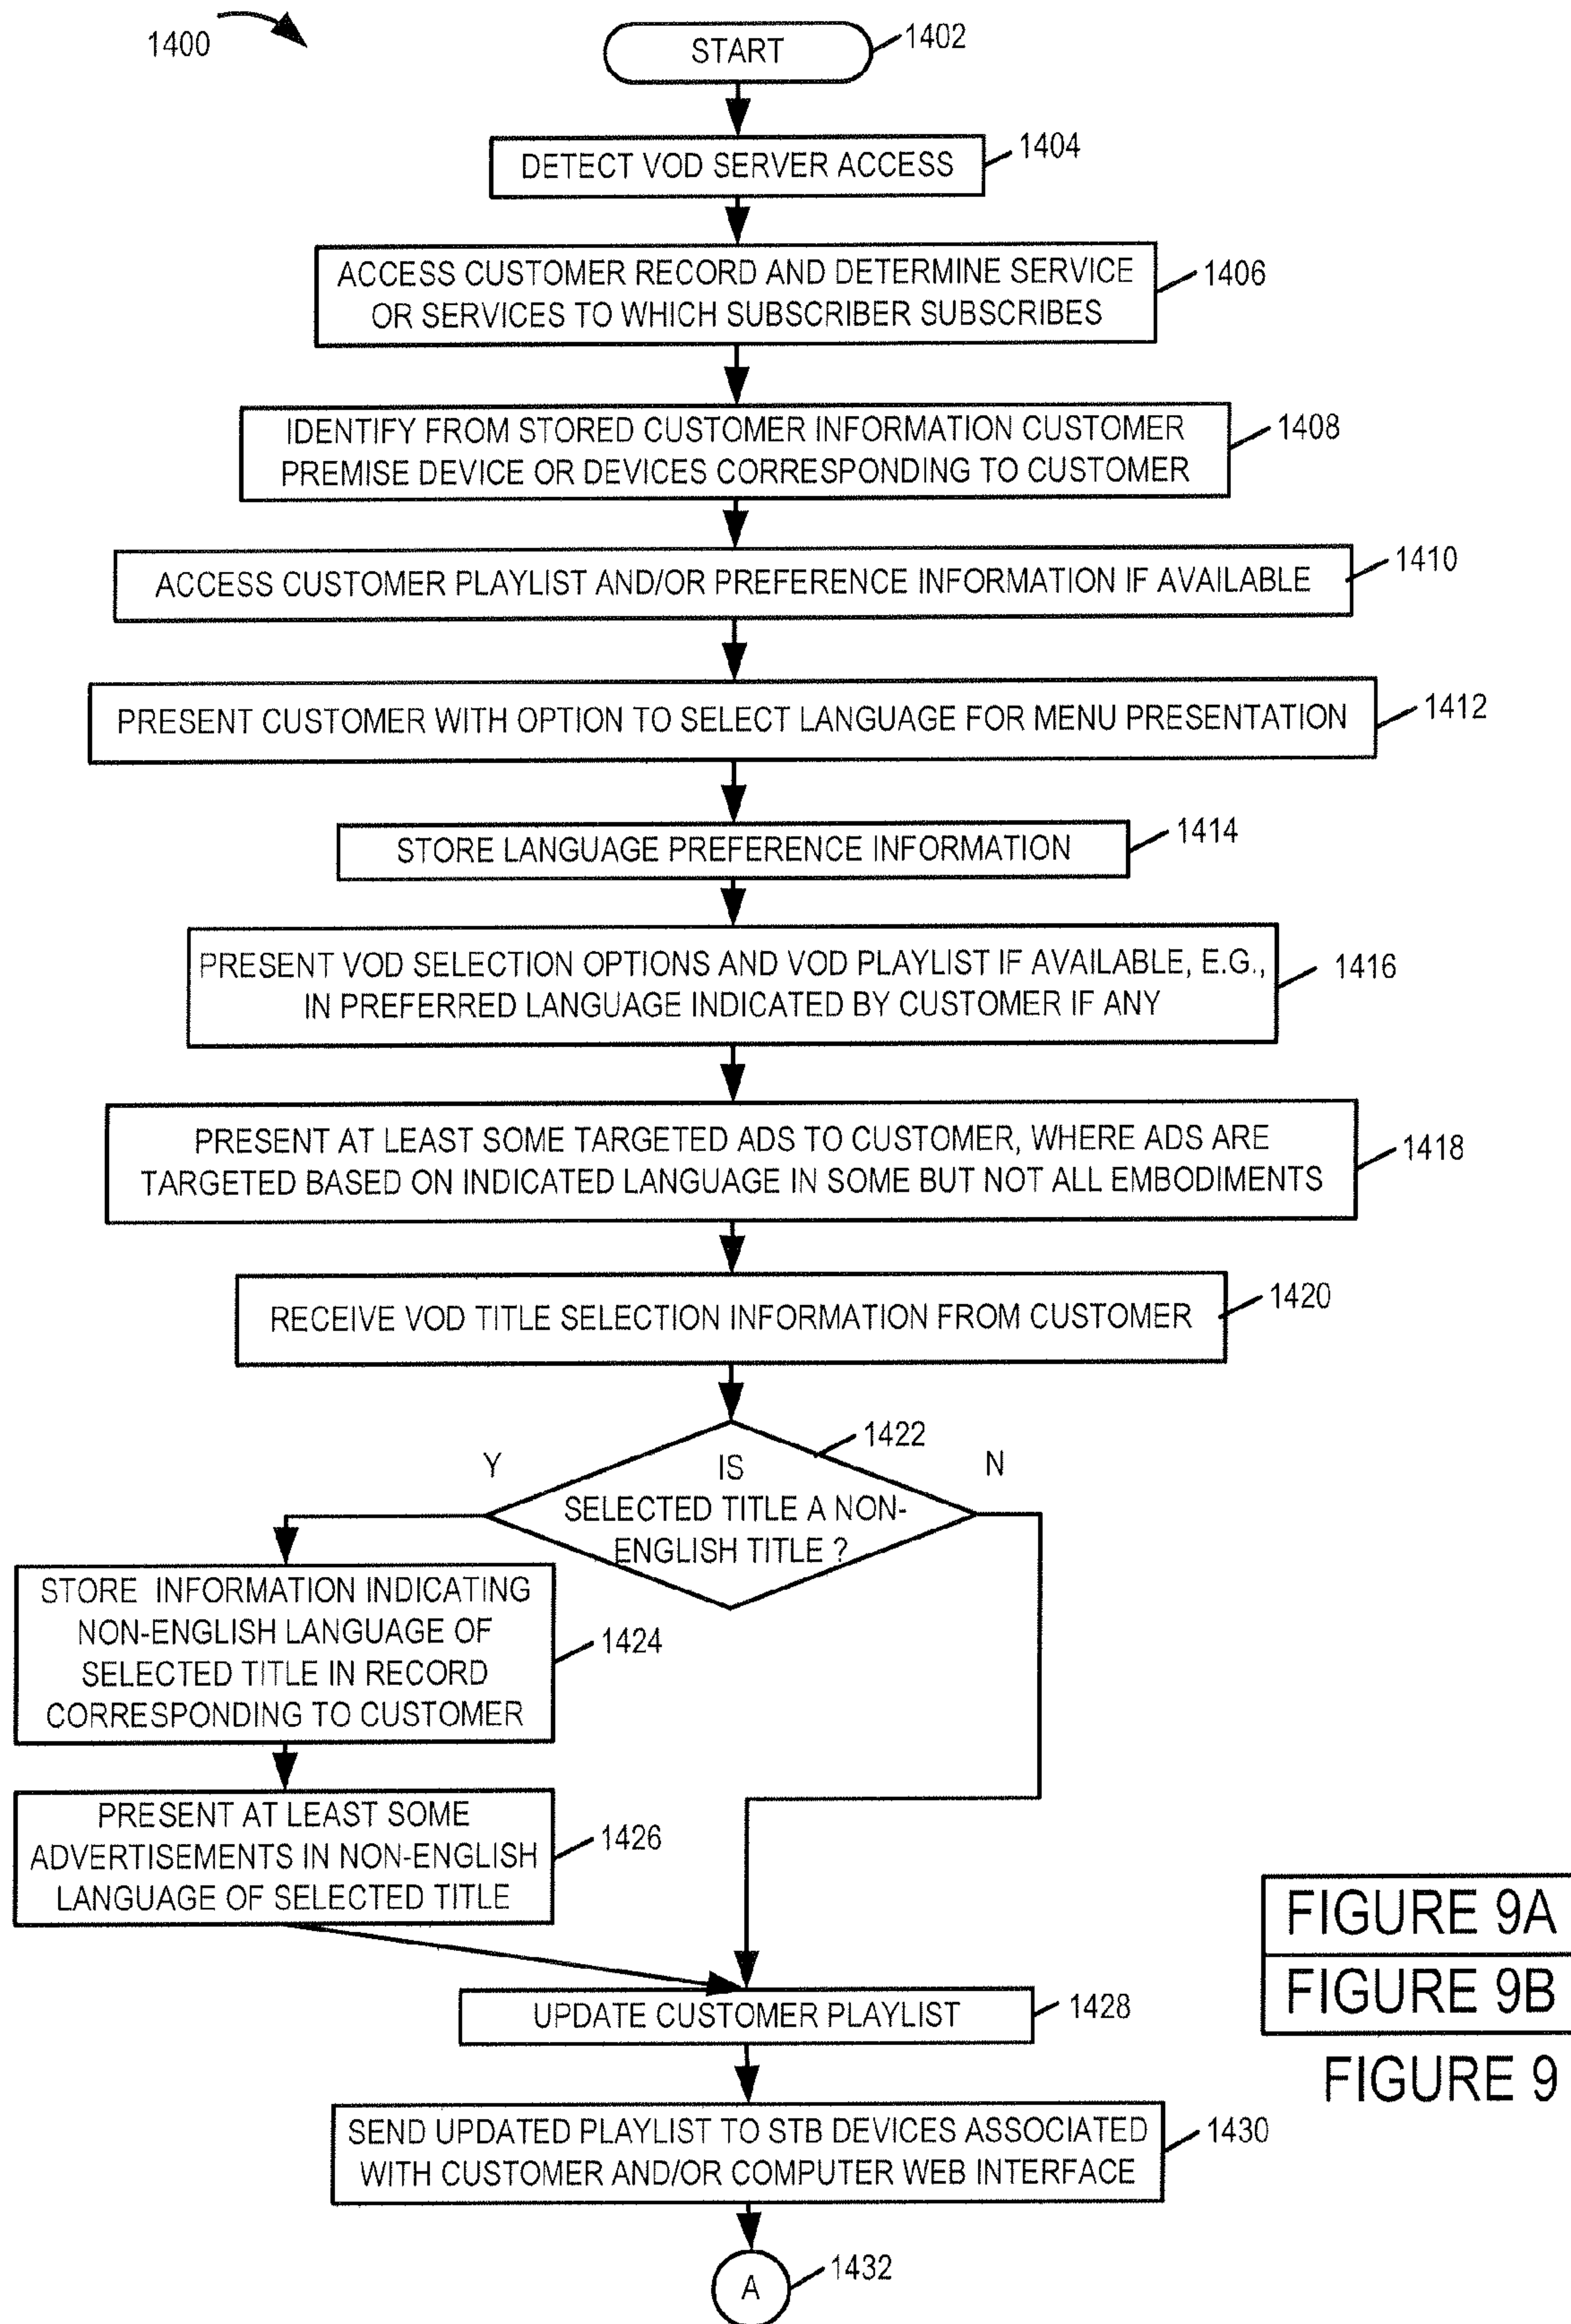 1400
START
1402
DETECT VOD SERVER ACCESS
1404
ACCESS CUSTOMER RECORD AND DETERMINE SERVICE
OR SERVICES TO WHICH SUBSCRIBER SUBSCRIBES
1406
IDENTIFY FROM STORED CUSTOMER INFORMATION CUSTOMER
PREMISE DEVICE OR DEVICES CORRESPONDING TO CUSTOMER
1408
ACCESS CUSTOMER PLAYLIST AND/OR PREFERENCE INFORMATION IF AVAILABLE
1410
PRESENT CUSTOMER WITH OPTION TO SELECT LANGUAGE FOR MENU PRESENTATION
1412
STORE LANGUAGE PREFERENCE INFORMATION
1414
PRESENT VOD SELECTION OPTIONS AND VOD PLAYLIST IF AVAILABLE, E.G.,
IN PREFERRED LANGUAGE INDICATED BY CUSTOMER IF ANY
1416
PRESENT AT LEAST SOME TARGETED ADS TO CUSTOMER, WHERE ADS ARE
TARGETED BASED ON INDICATED LANGUAGE IN SOME BUT NOT ALL EMBODIMENTS
1418
RECEIVE VOD TITLE SELECTION INFORMATION FROM CUSTOMER
1420
1422
Y
IS
SELECTED TITLE A NON-
ENGLISH TITLE ?
N
STORE INFORMATION INDICATING
NON-ENGLISH LANGUAGE OF
SELECTED TITLE IN RECORD
CORRESPONDING TO CUSTOMER
1424
PRESENT AT LEAST SOME
ADVERTISEMENTS IN NON-ENGLISH
LANGUAGE OF SELECTED TITLE
1426
UPDATE CUSTOMER PLAYLIST
1428
SEND UPDATED PLAYLIST TO STB DEVICES ASSOCIATED
WITH CUSTOMER AND/OR COMPUTER WEB INTERFACE
1430
A
1432
FIGURE 9A
FIGURE 9B
FIGURE 9